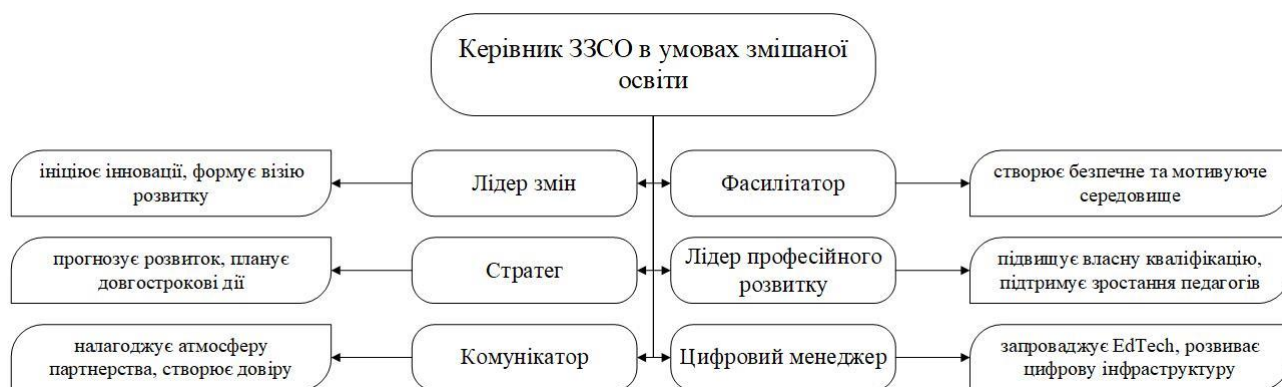 Керівник ЗЗСО в умовах змішаної
освіти
ініціює інновації, формує візію
розвитку
Лідер змін
Фасилітатор
створює безпечне та мотивуюче
середовище
прогнозує розвиток, планує
довгострокові дії
Стратег
Лідер професійного
розвитку
підвищує власну кваліфікацію,
підтримує зростання педагогів
налагоджує атмосферу
партнерства, створює довіру
Комунікатор
Цифровий менеджер
запроваджує EdTech, розвиває
цифрову інфраструктуру